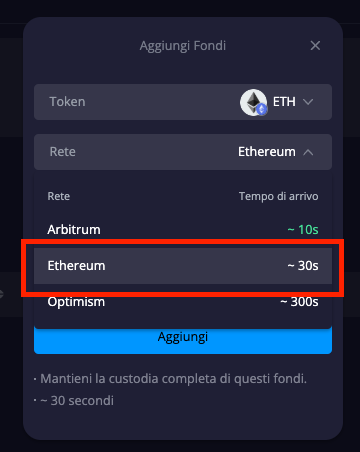 Aggiungi Fondi
Token ETH
Rete Ethereum
Rete Tempo di arrivo
Arbitrum ~ 10s
Ethereum ~ 30s
Optimism ~ 300s
Aggiungi
· Mantieni la custodia completa di questi fondi.
· ~ 30 secondi